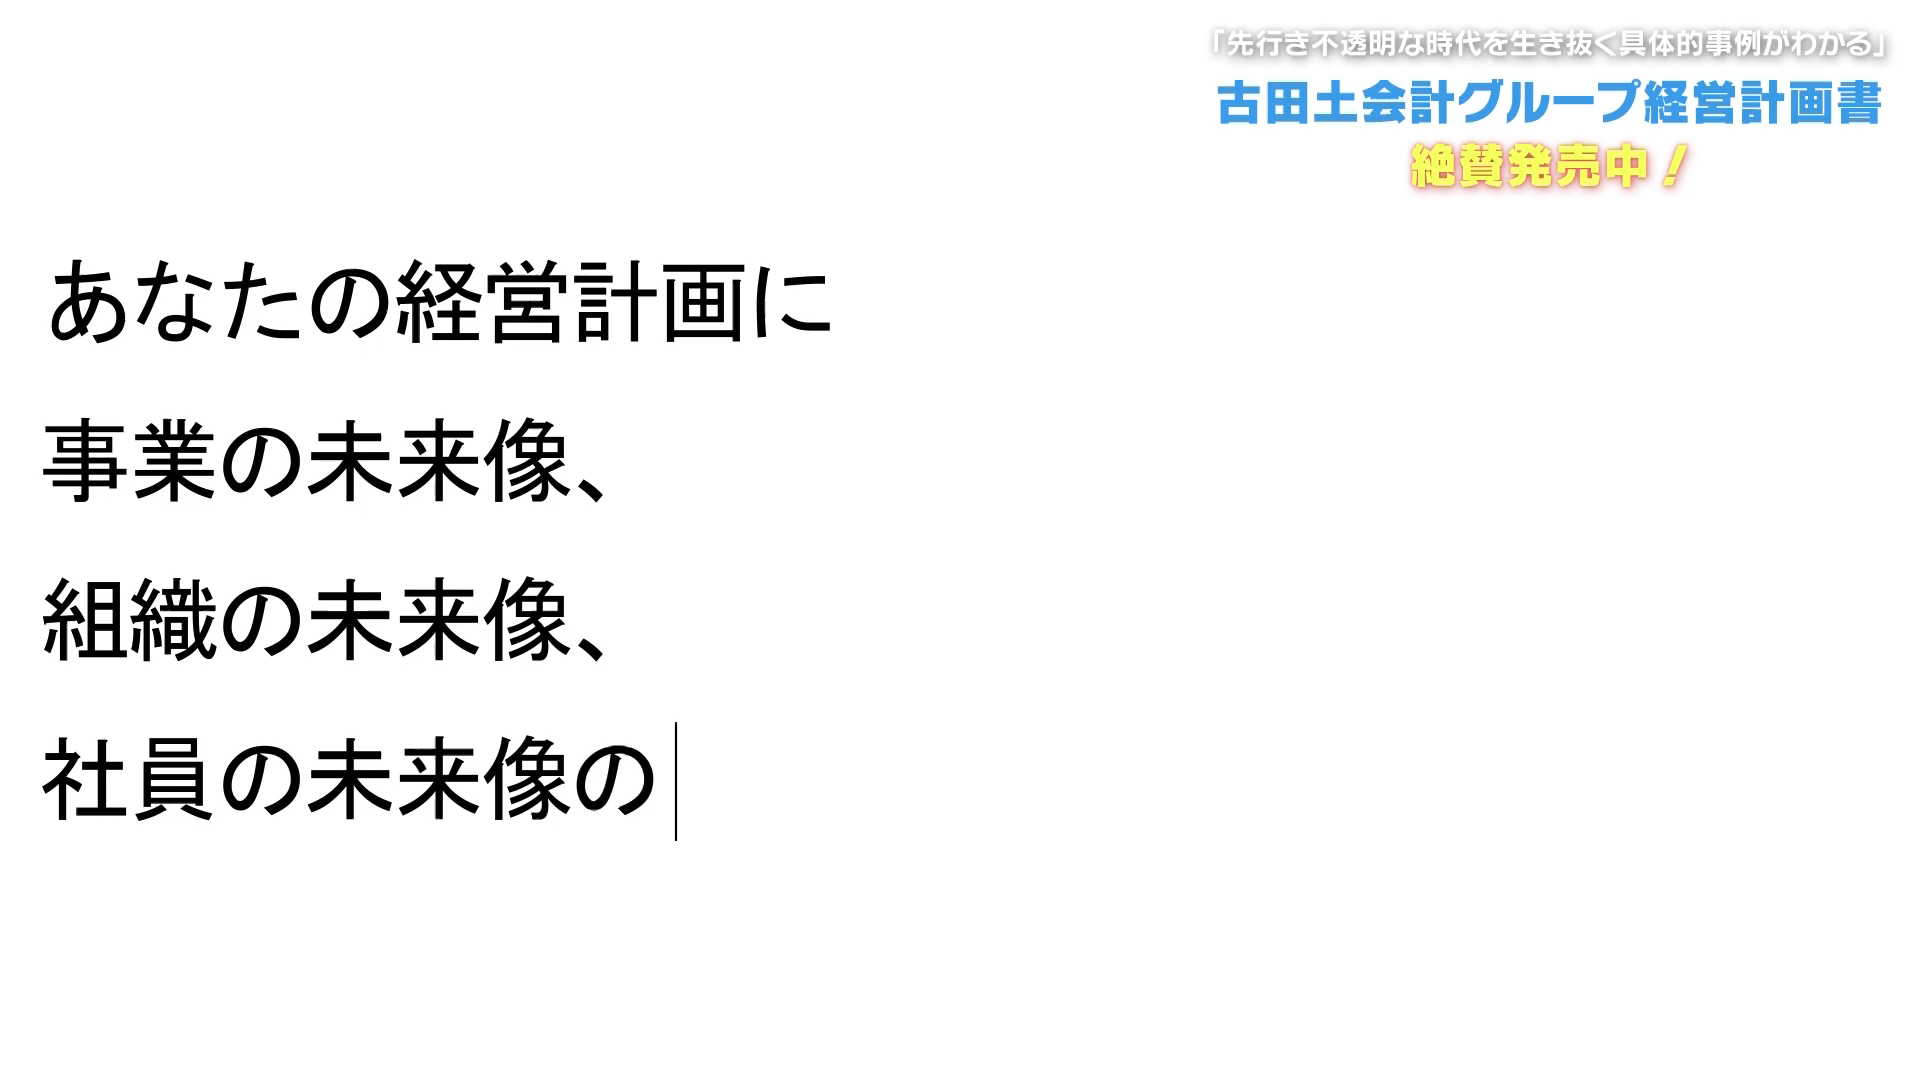 「先行き不透明な時代を生き抜く具体的事例がわかる」
古田土会計グループ経営計画書
絶賛発売中！
あなたの経営計画に
事業の未来像、
組織の未来像、
社員の未来像の